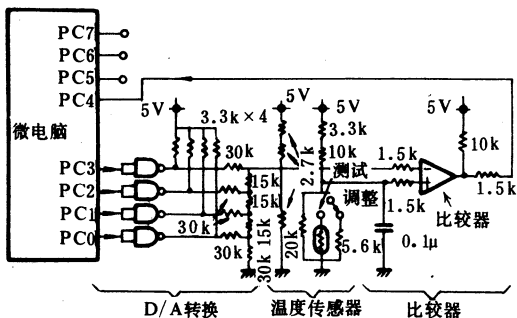 PC7
PC6
PC5
PC4
微电脑
5V
5V
5V
5V
3.3k×4
3.3k
10k
10k
2.7k
测试
1.5k
PC3
30k
15k
PC2
15k
调整
1.5k
1.5k
PC1
比较器
30k
PC0
30k
30k
15k
20k
5.6k
0.1μ
D/A转换
温度传感器
比较器